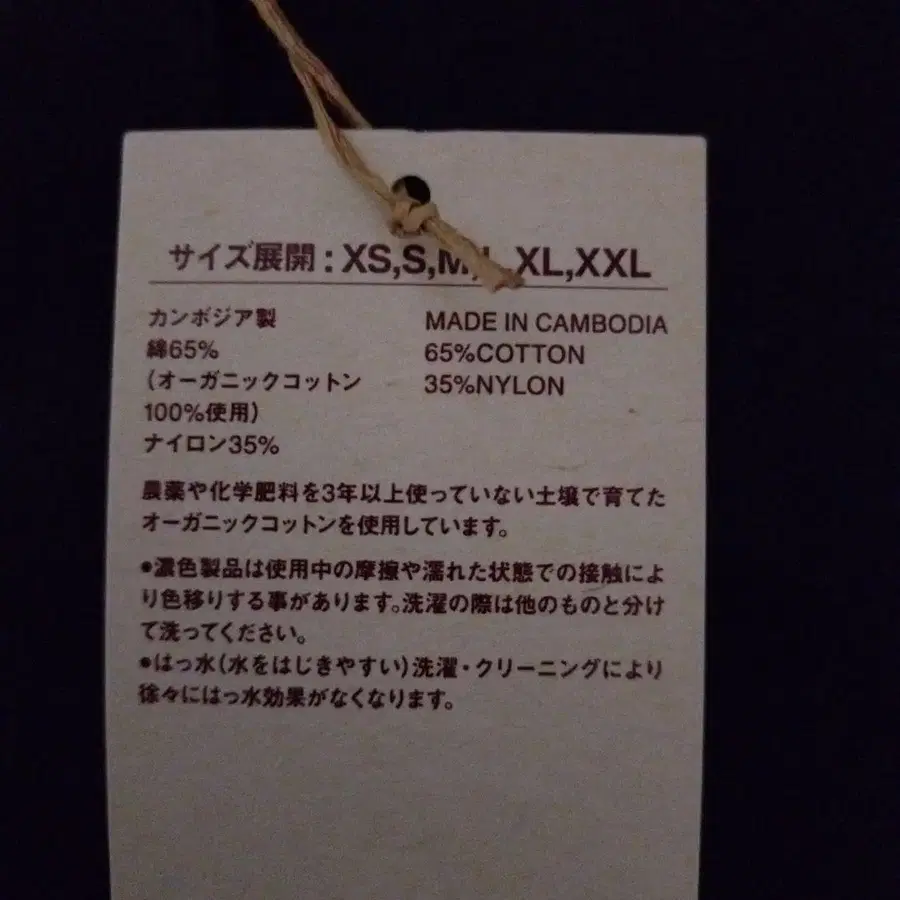 サイズ展開：XS,S,M,L,XL,XXL
カンボジア製
綿65%
（オーガニックコットン
100%使用）
ナイロン35%
MADE IN CAMBODIA
65%COTTON
35%NYLON
農薬や化学肥料を3年以上使っていない土壌で育てた
オーガニックコットンを使用しています。
●濃色製品は使用中の摩擦や濡れた状態での接触によ
り色移りする事があります。洗濯の際は他のものと分け
て洗ってください。
●はっ水（水をはじきやすい）洗濯・クリーニングにより
徐々にはっ水効果がなくなります。